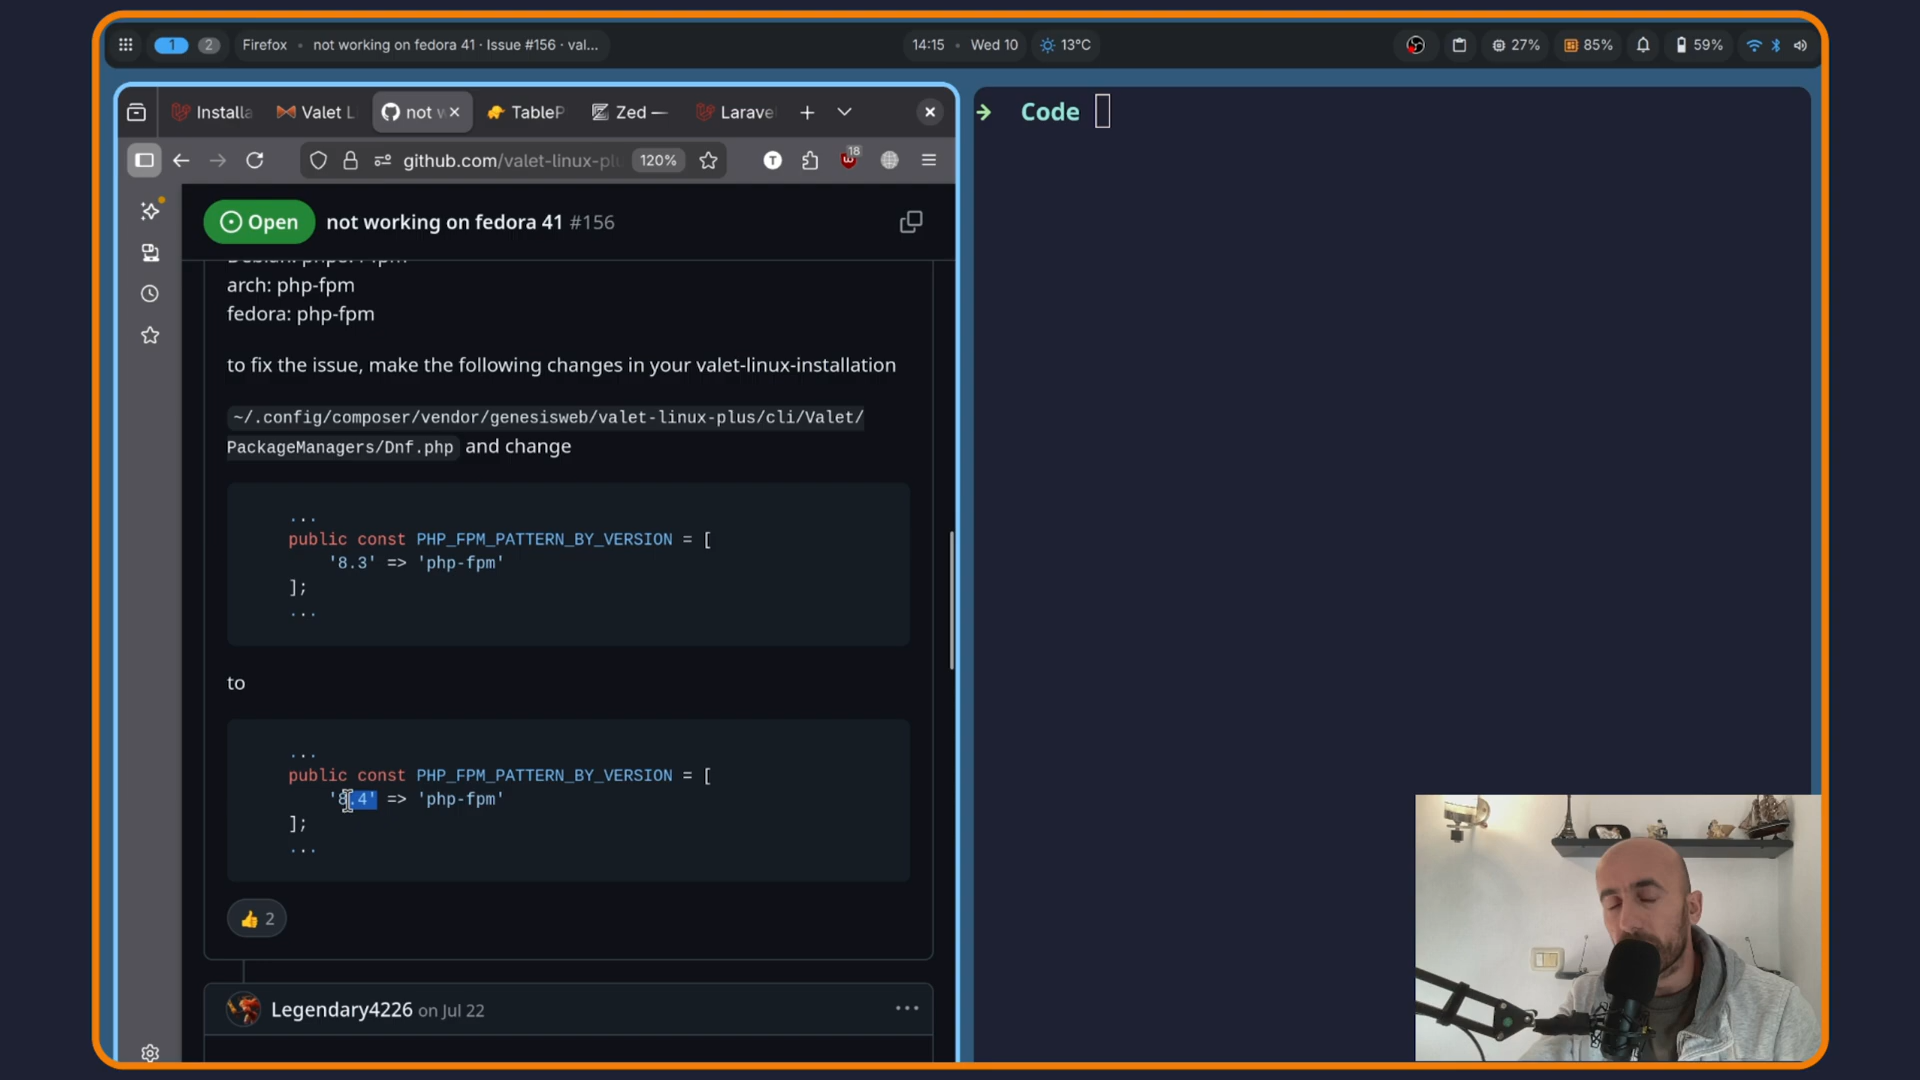 1 2 Firefox • not working on fedora 41 · Issue #156 · val...
14:15 • Wed 10 13°C
27% 85% 59%
Installa Valet L not w TableP Zed — Larave
github.com/valet-linux-pl 120% 18
Open not working on fedora 41 #156
arch: php-fpm
fedora: php-fpm
to fix the issue, make the following changes in your valet-linux-installation
~/.config/composer/vendor/genesisweb/valet-linux-plus/cli/Valet/
PackageManagers/Dnf.php and change
...
public const PHP_FPM_PATTERN_BY_VERSION = [
'8.3' => 'php-fpm'
];
...
to
...
public const PHP_FPM_PATTERN_BY_VERSION = [
'8.4' => 'php-fpm'
];
...
👍 2
Legendary4226 on Jul 22
→ Code